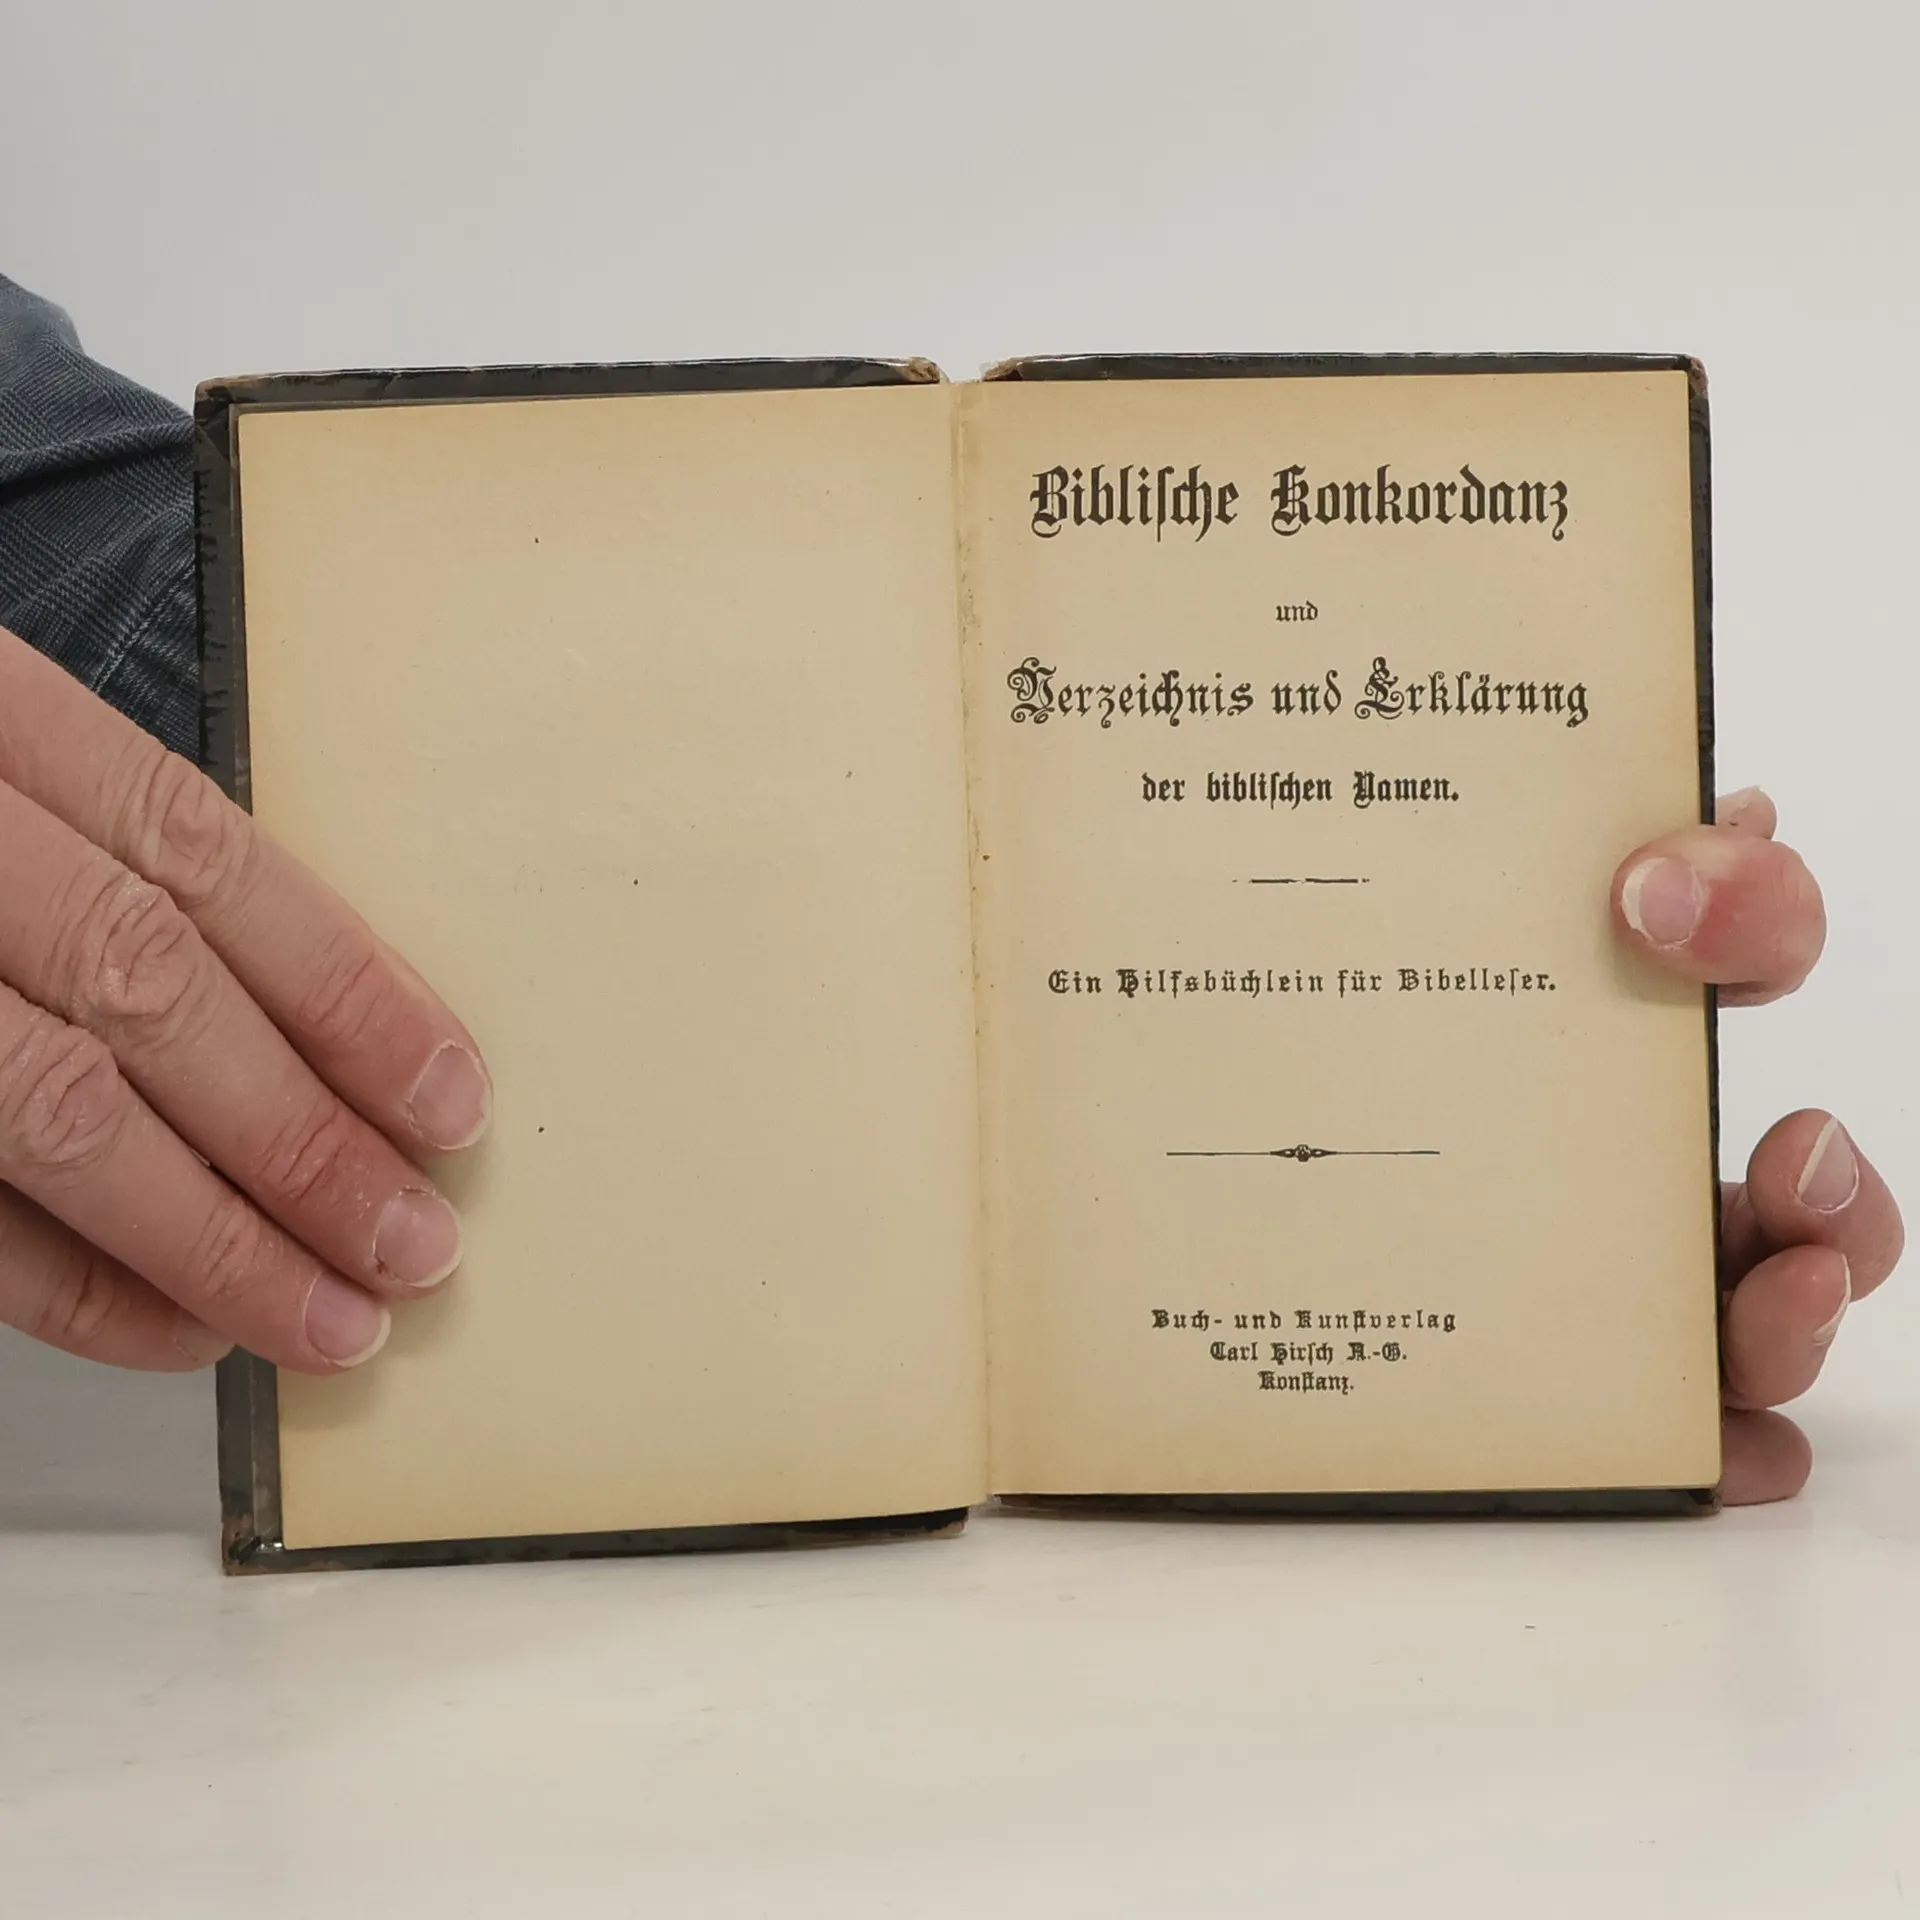 Biblische Konkordanz
und
Verzeichnis und Erklärung
der biblischen Namen.
Ein Hilfsbüchlein für Bibelleser.
Buch- und Kunstverlag
Carl Hirsch A.-G.
Konstanz.